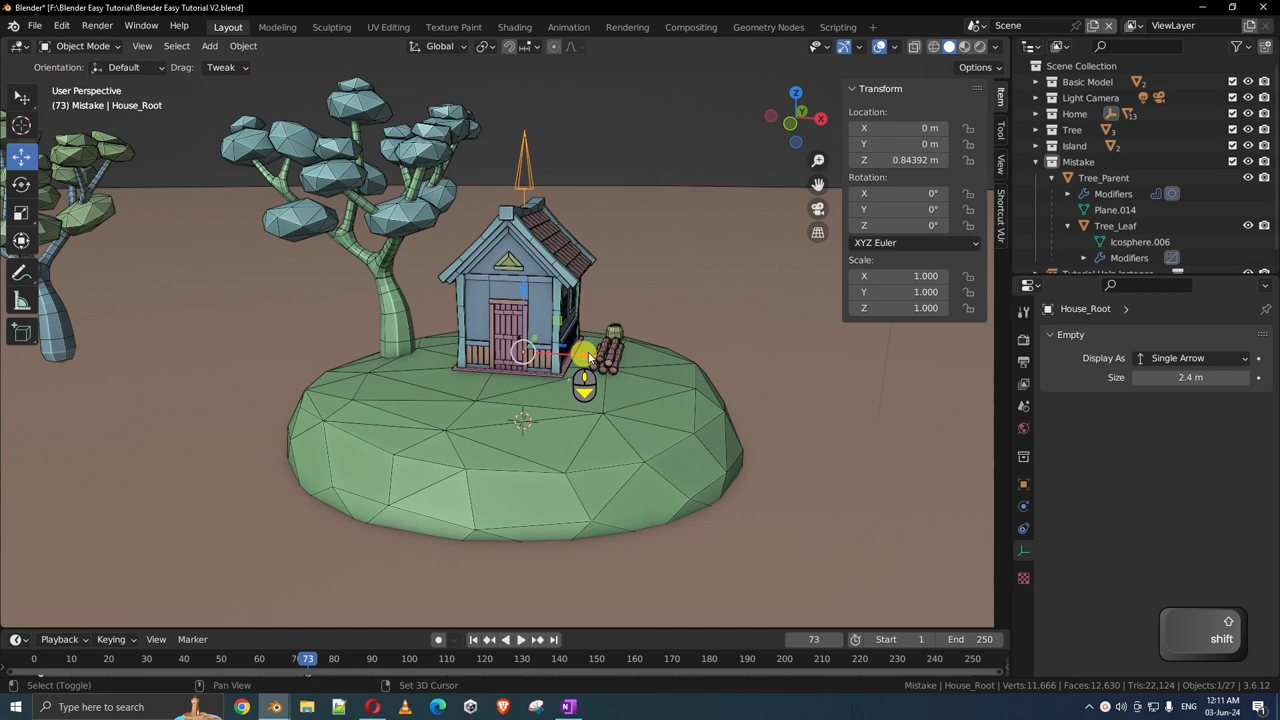 Blender* [F:\Blender Easy Tutorial\Blender Easy Tutorial V2.blend]
File Edit Render Window Help Layout Modeling Sculpting UV Editing Texture Paint Shading Animation Rendering Compositing Geometry Nodes Scripting + Scene ViewLayer
Object Mode View Select Add Object Global
Orientation: Default Drag: Tweak Options
User Perspective
(73) Mistake | House_Root
Transform
Location:
X 0 m
Y 0 m
Z 0.84392 m
Rotation:
X 0°
Y 0°
Z 0°
XYZ Euler
Scale:
X 1.000
Y 1.000
Z 1.000
Item
Tool
View
Shortcut VUr
Z
Y
X
Scene Collection
Basic Model 2
Light Camera
Home 13
Tree 3
Island 2
Mistake
Tree_Parent
Modifiers
Plane.014
Tree_Leaf
Icosphere.006
Modifiers
House_Root
Empty
Display As Single Arrow
Size 2.4 m
shift
Playback Keying View Marker 73 Start 1 End 250
0 10 20 30 40 50 60 7 73 80 90 100 110 120 130 140 150 160 170 180 190 200 210 220 230 240 250
Select (Toggle) Pan View Set 3D Cursor Mistake | House_Root | Verts:11,666 | Faces:12,630 | Tris:22,124 | Objects:1/27 | 3.6.12
Type here to search
ENG
12:11 AM
03-Jun-24